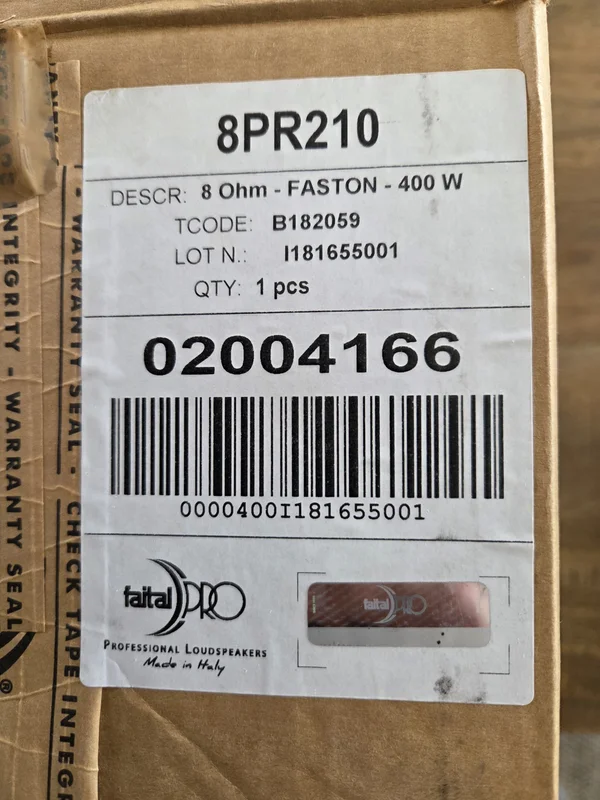 8PR210
DESCR: 8 Ohm - FASTON - 400 W
TCODE: B182059
LOT N.: I181655001
QTY: 1 pcs
02004166
0000400I181655001
faital PRO
PROFESSIONAL LOUDSPEAKERS
Made in Italy
faital PRO
INTEGRITY - WARRANTY SEAL
WARRANTY SEAL - CHECK TAPE INTEGR
®